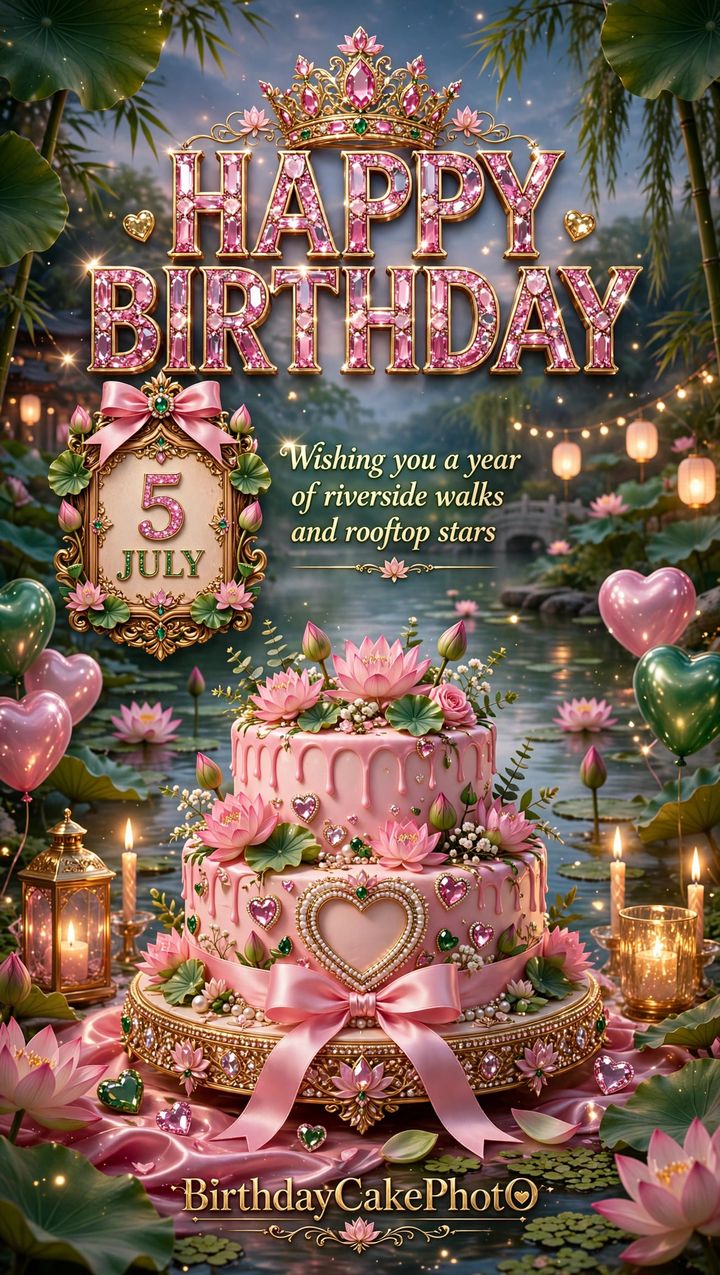 HAPPY
BIRTHDAY
5
JULY
Wishing you a year
of riverside walks
and rooftop stars
BirthdayCakePhotO